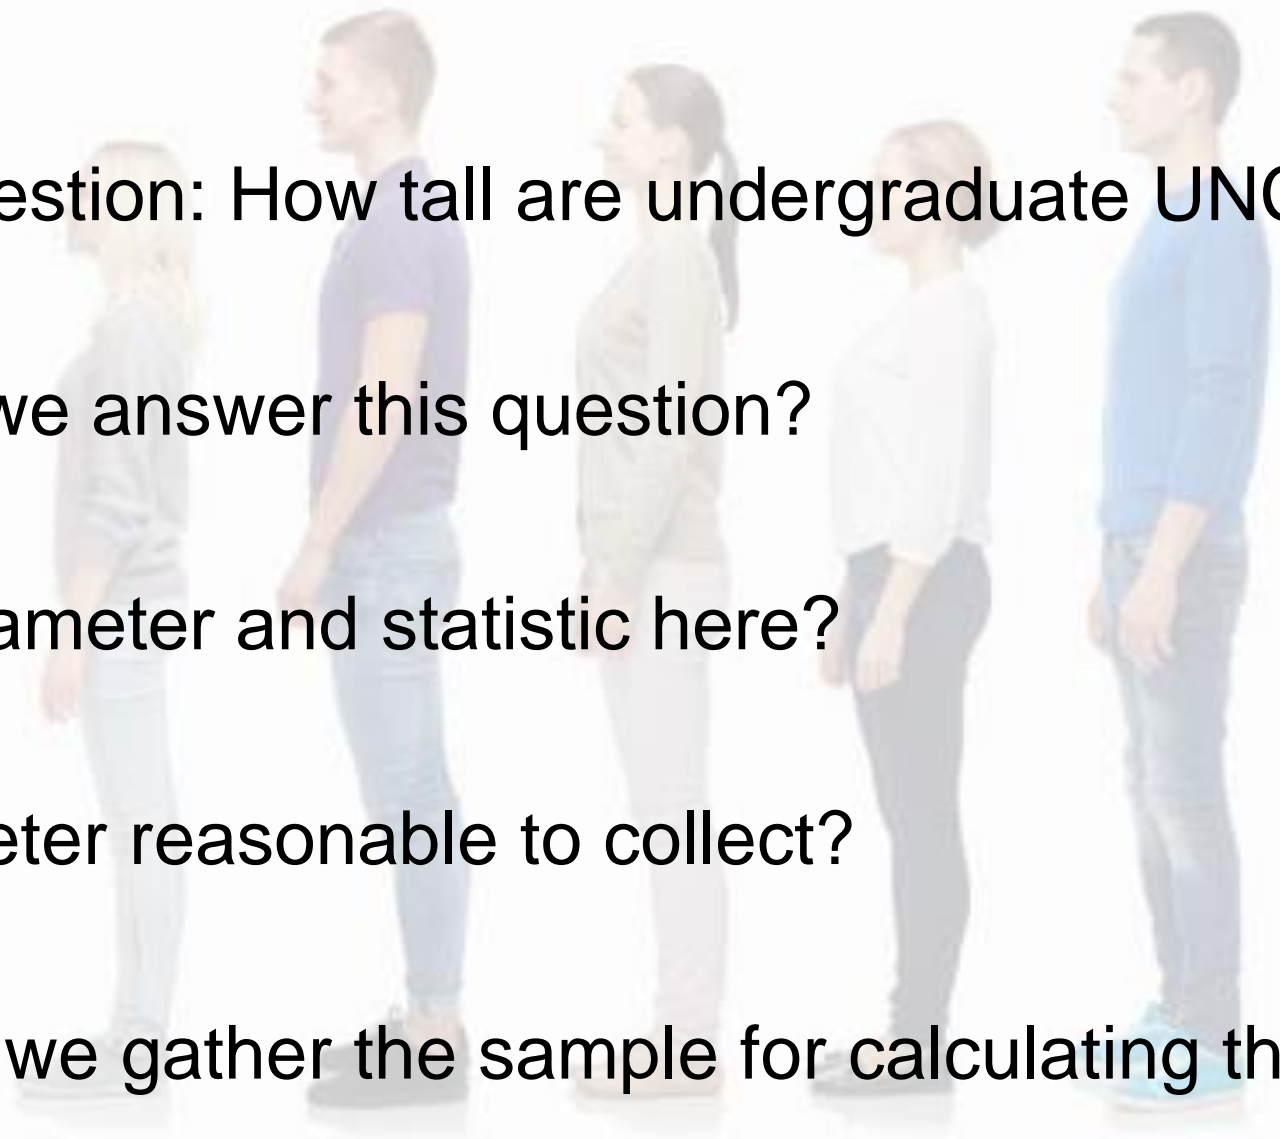 estion: How tall are undergraduate UNC
we answer this question?
ameter and statistic here?
eter reasonable to collect?
we gather the sample for calculating th